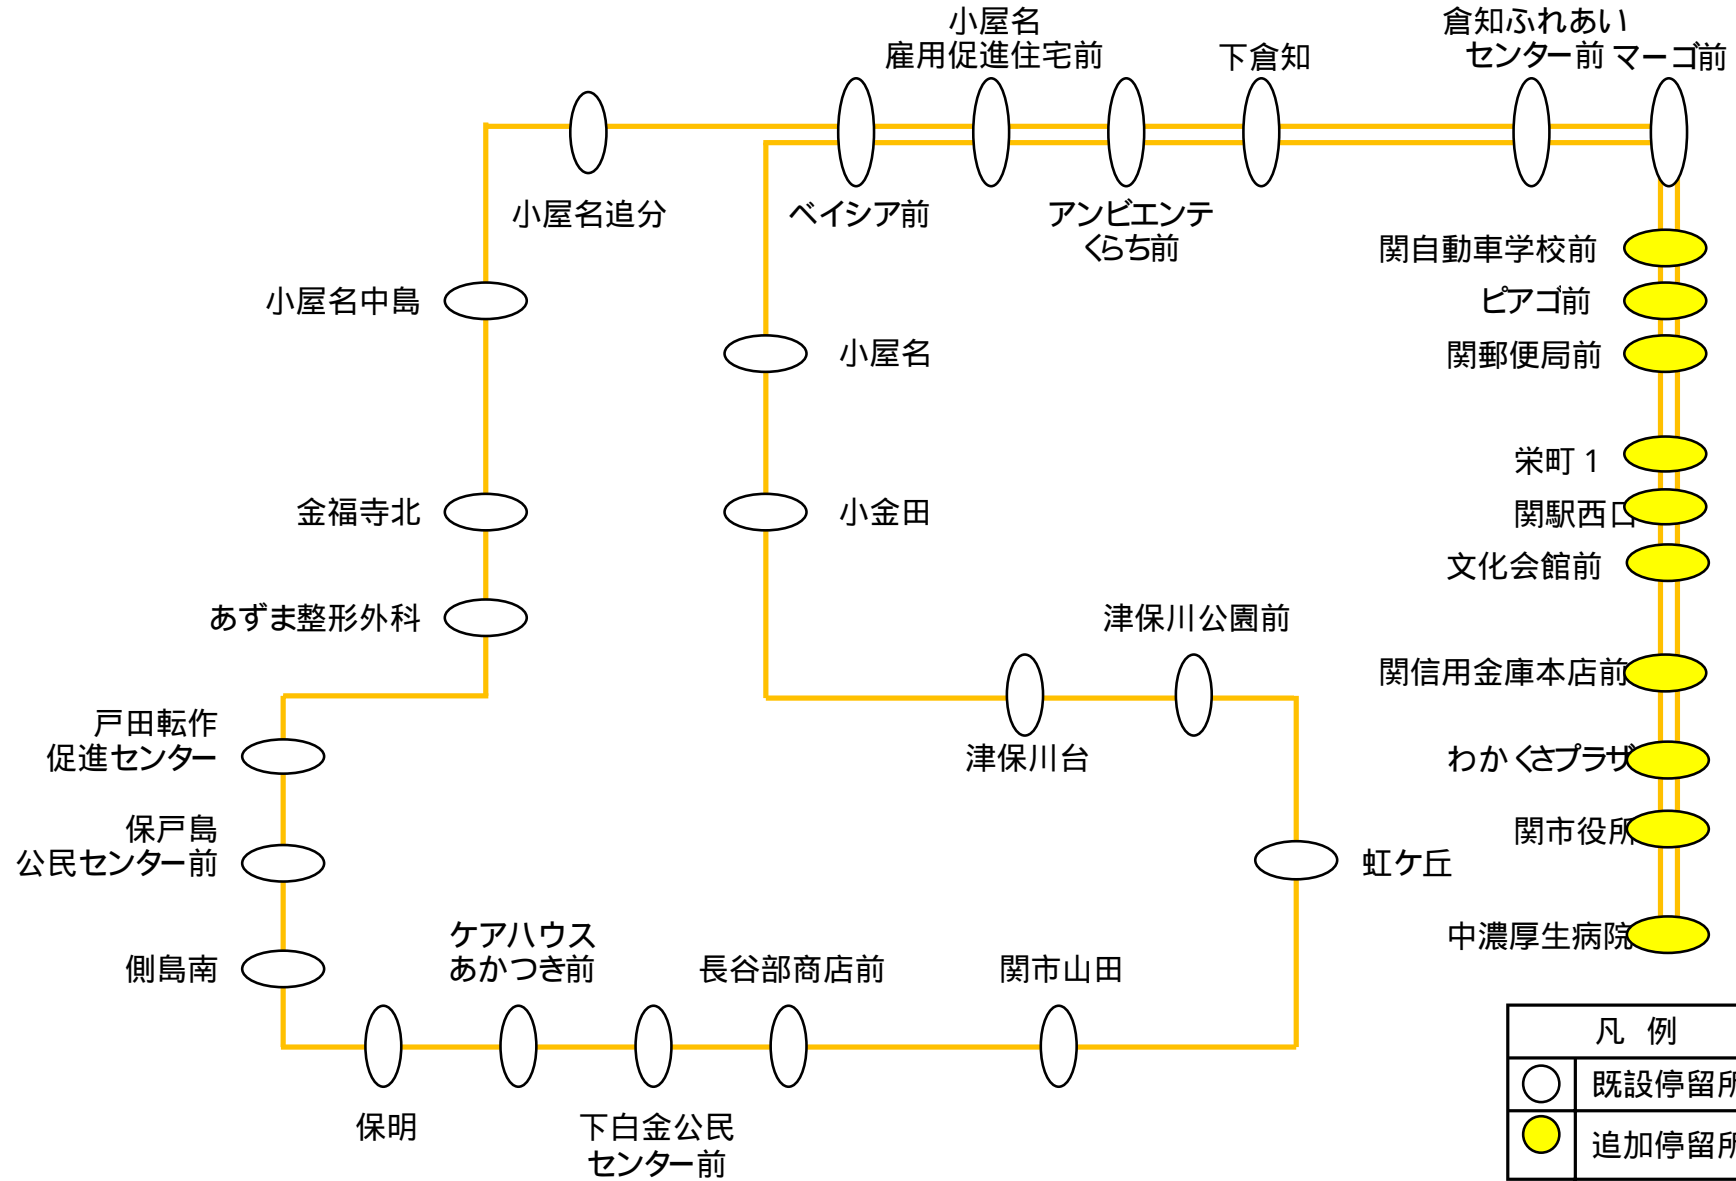 小屋名
雇用促進住宅前
下倉知
倉知ふれあい
センター前
マーゴ前
小屋名追分
ベイシア前
アンビエンテ
くらち前
関自動車学校前
小屋名中島
ピアゴ前
小屋名
関郵便局前
栄町1
金福寺北
小金田
関駅西口
文化会館前
あずま整形外科
津保川公園前
関信用金庫本店前
戸田転作
促進センター
津保川台
わかくさプラザ
保戸島
公民センター前
関市役所
虹ケ丘
中濃厚生病院
側島南
ケアハウス
あかつき前
長谷部商店前
関市山田
保明
下白金公民
センター前
凡 例
既設停留所
追加停留所